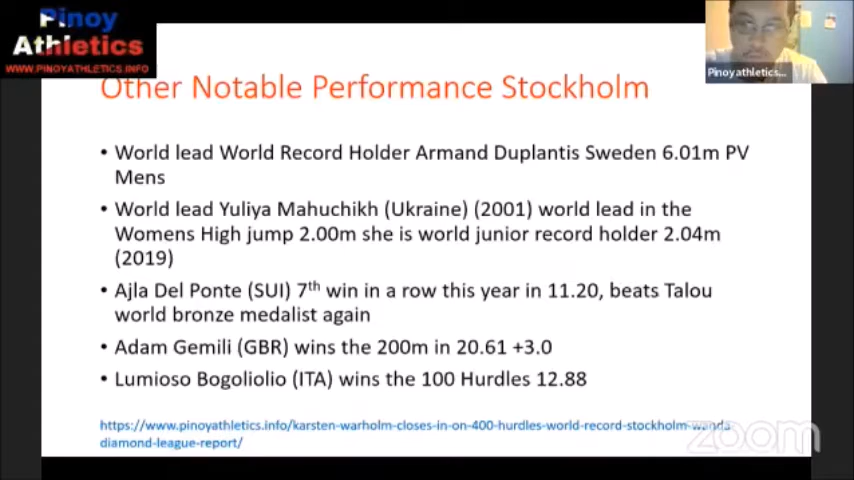 Pinoy
Athletics
WWW.PINOYATHLETICS.INFO
Pinoyathletics...
Other Notable Performance Stockholm
• World lead World Record Holder Armand Duplantis Sweden 6.01m PV
Mens
• World lead Yuliya Mahuchikh (Ukraine) (2001) world lead in the
Womens High jump 2.00m she is world junior record holder 2.04m
(2019)
• Ajla Del Ponte (SUI) 7th win in a row this year in 11.20, beats Talou
world bronze medalist again
• Adam Gemili (GBR) wins the 200m in 20.61 +3.0
• Lumioso Bogoliolio (ITA) wins the 100 Hurdles 12.88
https://www.pinoyathletics.info/karsten-warholm-closes-in-on-400-hurdles-world-record-stockholm-wanda-
diamond-league-report/
zoom